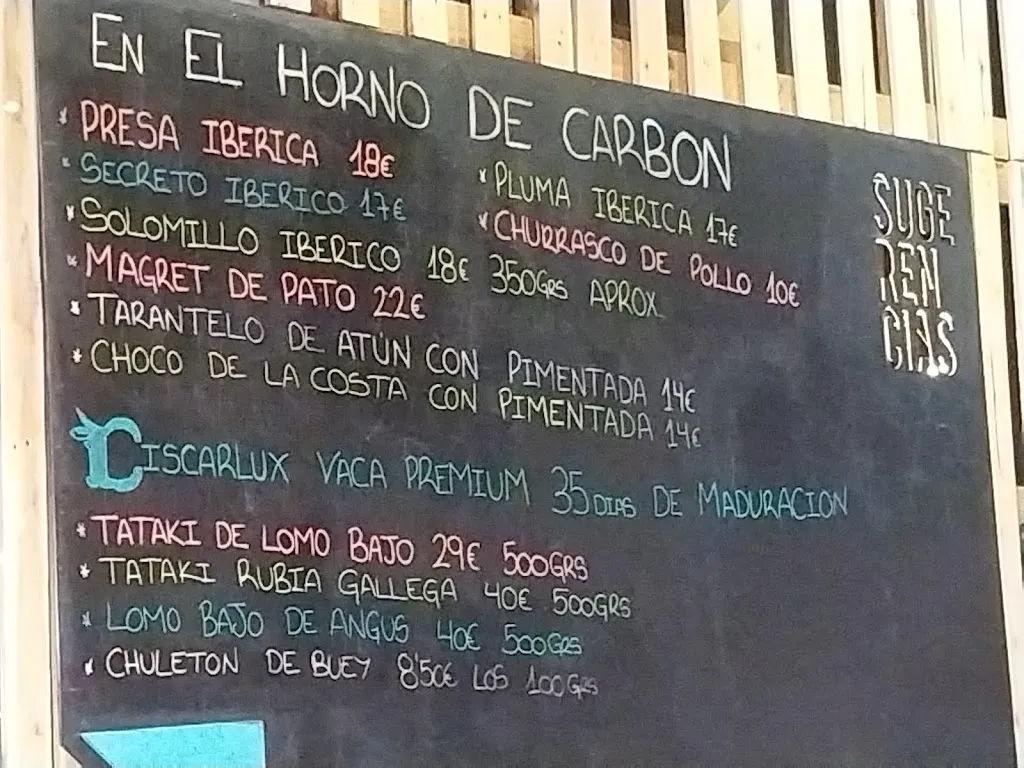 EN EL HORNO DE CARBON
* PRESA IBERICA 18€
* SECRETO IBERICO 17€
* PLUMA IBERICA 17€
* SOLOMILLO IBERICO 18€ 350GRS APROX
* CHURRASCO DE POLLO 10€
* MAGRET DE PATO 22€
* TARANTELO DE ATÚN CON PIMENTADA 14€
* CHOCO DE LA COSTA CON PIMENTADA 14€
CISCARLUX VACA PREMIUM 35 DIAS DE MADURACION
* TATAKI DE LOMO BAJO 29€ 500GRS
* TATAKI RUBIA GALLEGA 40€ 500GRS
* LOMO BAJO DE ANGUS 40€ 500GRS
* CHULETON DE BUEY 8'50€ LOS 100GRS
SUGE
REN
CIAS